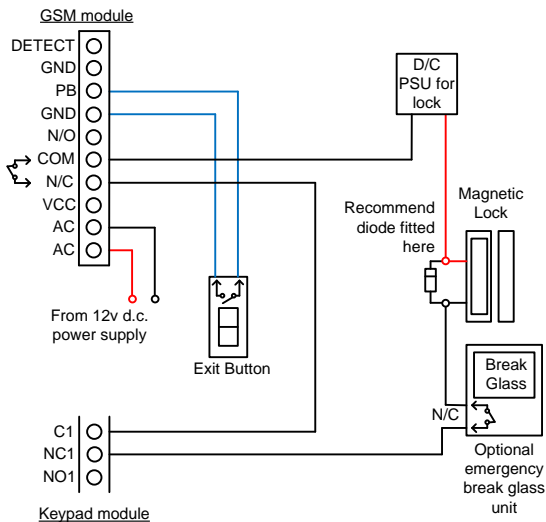 GSM module
DETECT
GND
PB
GND
N/O
COM
N/C
VCC
AC
AC
From 12v d.c.
power supply
Exit Button
D/C
PSU for
lock
Recommend
diode fitted
here
Magnetic
Lock
Break
Glass
N/C
Optional
emergency
break glass
unit
C1
NC1
NO1
Keypad module